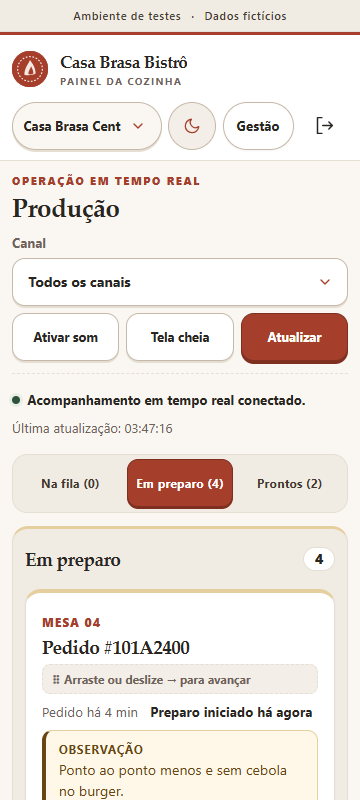 Ambiente de testes · Dados fictícios
Casa Brasa Bistrô
PAINEL DA COZINHA
Casa Brasa Cent
Gestão
OPERAÇÃO EM TEMPO REAL
Produção
Canal
Todos os canais
Ativar som
Tela cheia
Atualizar
Acompanhamento em tempo real conectado.
Última atualização: 03:47:16
Na fila (0)
Em preparo (4)
Prontos (2)
Em preparo
4
MESA 04
Pedido #101A2400
⠿ Arraste ou deslize → para avançar
Pedido há 4 min Preparo iniciado há agora
OBSERVAÇÃO
Ponto ao ponto menos e sem cebola
no burger.